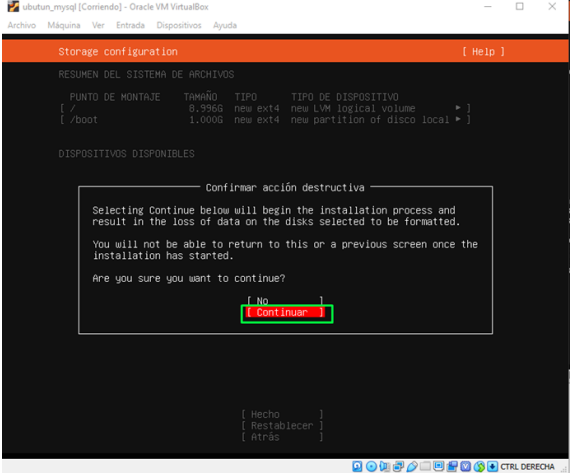 ubutun_mysql [Corriendo] - Oracle VM VirtualBox
Archivo Máquina Ver Entrada Dispositivos Ayuda
Storage configuration [ Help ]
RESUMEN DEL SISTEMA DE ARCHIVOS
PUNTO DE MONTAJE TAMAÑO TIPO TIPO DE DISPOSITIVO
[ / 8.996G new ext4 new LVM logical volume ▸ ]
[ /boot 1.000G new ext4 new partition of disco local ▸ ]
DISPOSITIVOS DISPONIBLES
Confirmar acción destructiva
Selecting Continue below will begin the installation process and
result in the loss of data on the disks selected to be formatted.
You will not be able to return to this or a previous screen once the
installation has started.
Are you sure you want to continue?
[ No ]
[ Continuar ]
[ Hecho ]
[ Restablecer ]
[ Atrás ]
CTRL DERECHA